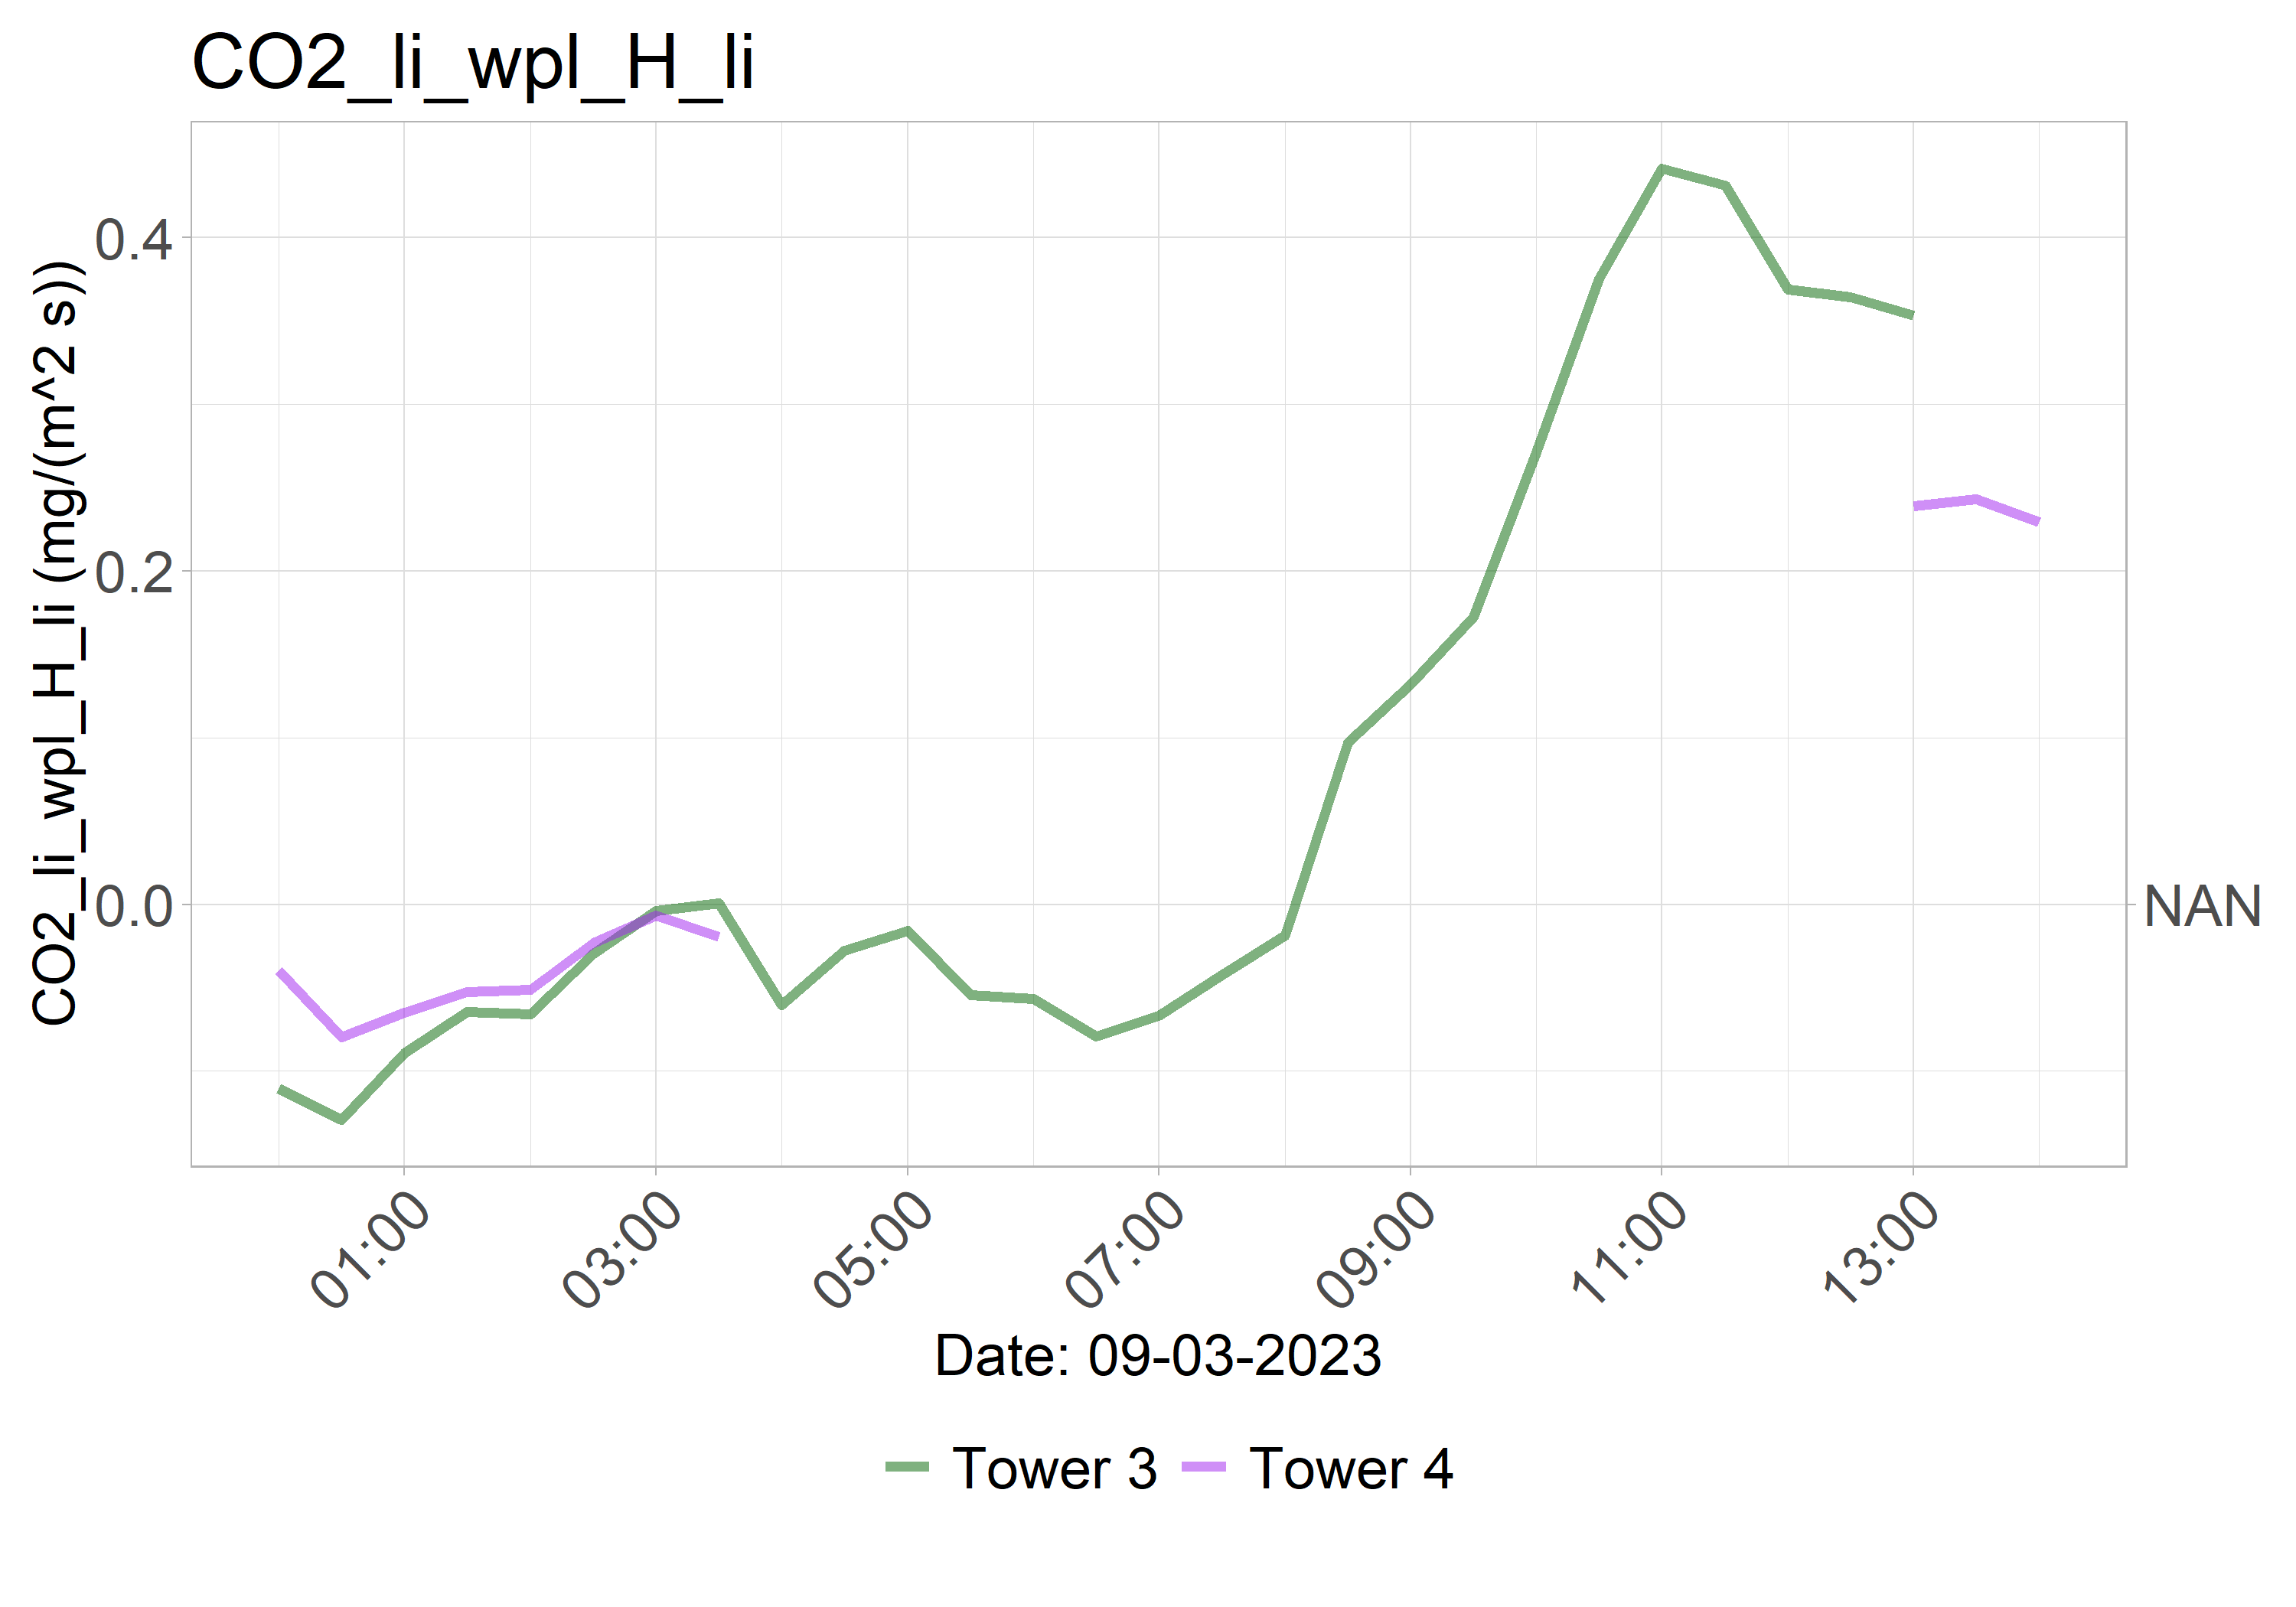 CO2_li_wpl_H_li
CO2_li_wpl_H_li (mg/(m^2 s))
0.4
0.2
0.0
NAN
01:00
03:00
05:00
07:00
09:00
11:00
13:00
Date: 09-03-2023
Tower 3
Tower 4